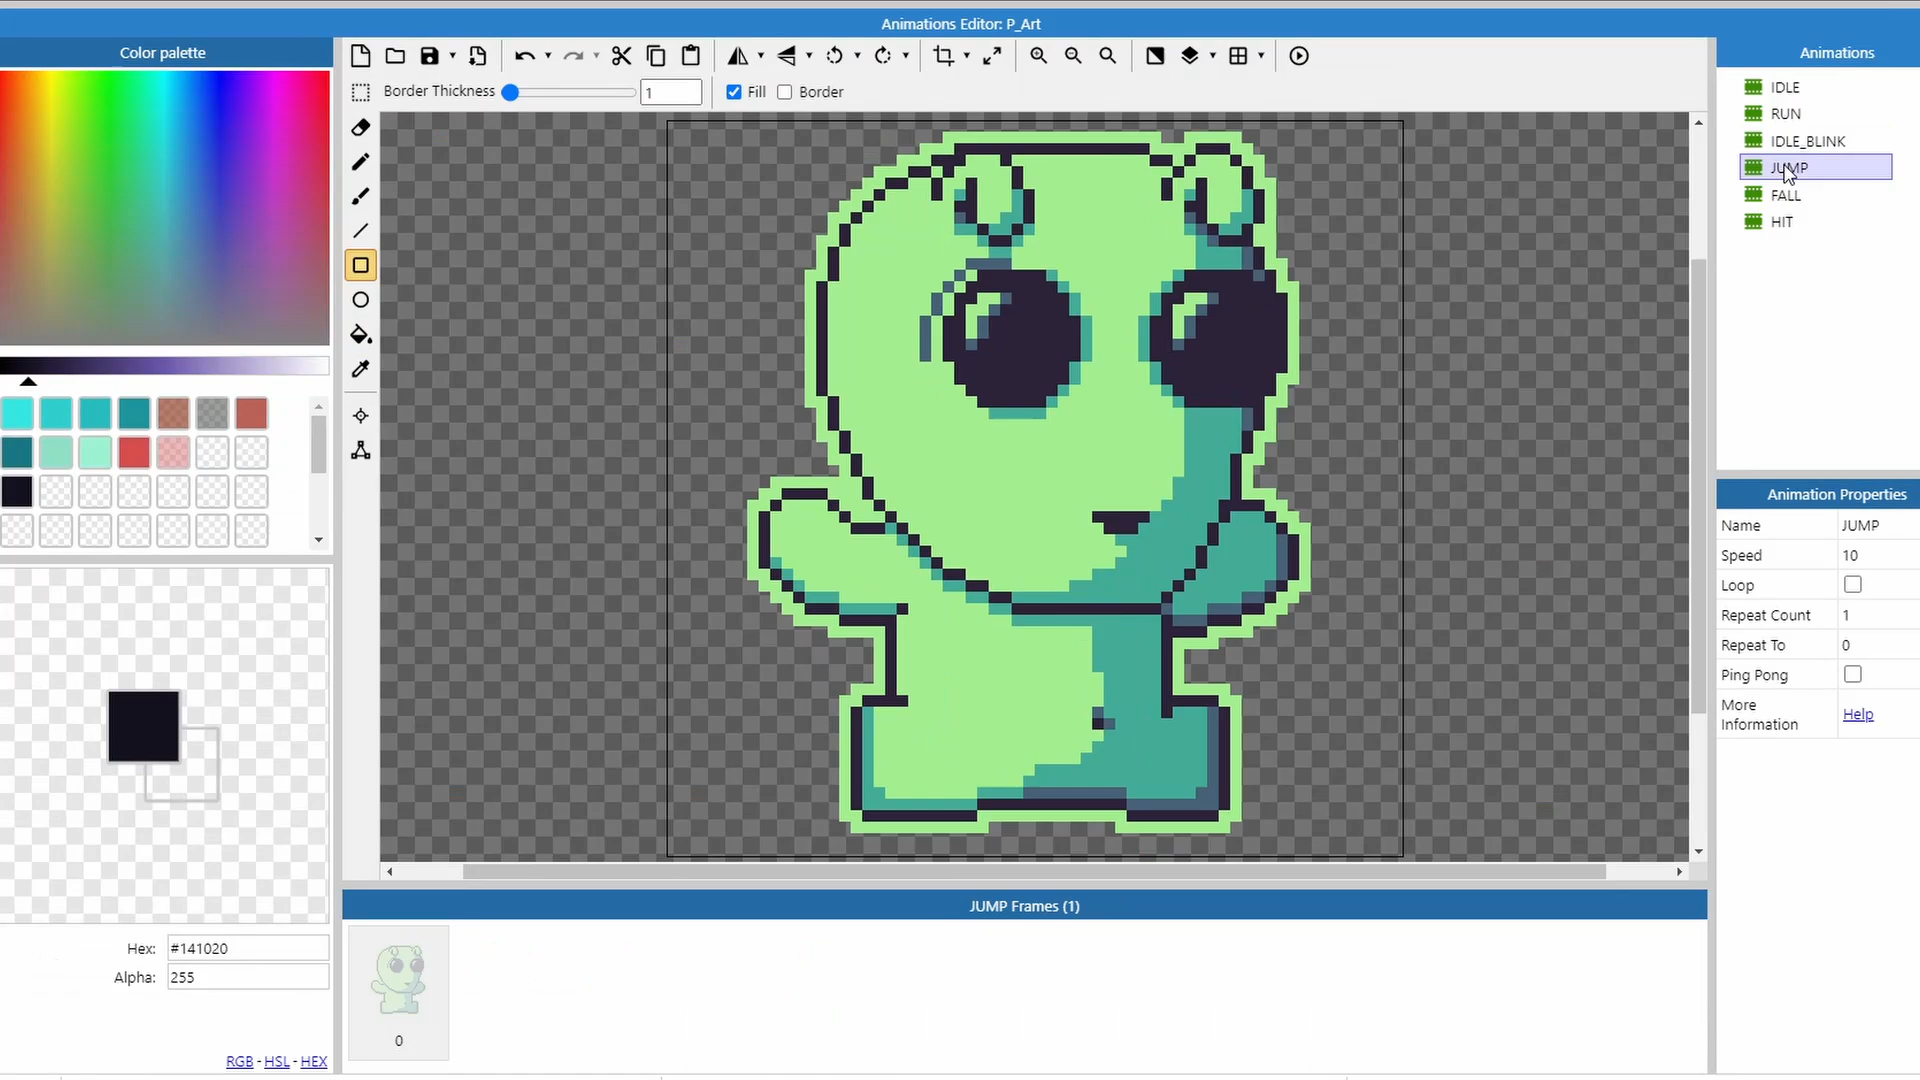 Animations Editor: P_Art
Color palette
Border Thickness 1 Fill Border
Animations
IDLE
RUN
IDLE_BLINK
JUMP
FALL
HIT
Animation Properties
Name JUMP
Speed 10
Loop
Repeat Count 1
Repeat To 0
Ping Pong
More
Information Help
Hex: #141020
Alpha: 255
RGB - HSL - HEX
JUMP Frames (1)
0